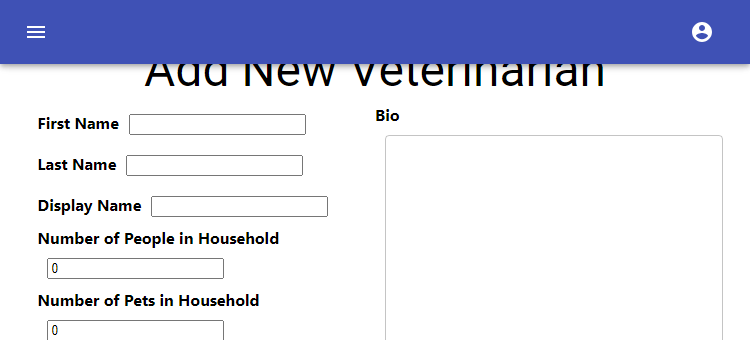 Add New Veterinarian
First Name
Last Name
Display Name
Number of People in Household
0
Number of Pets in Household
0
Bio